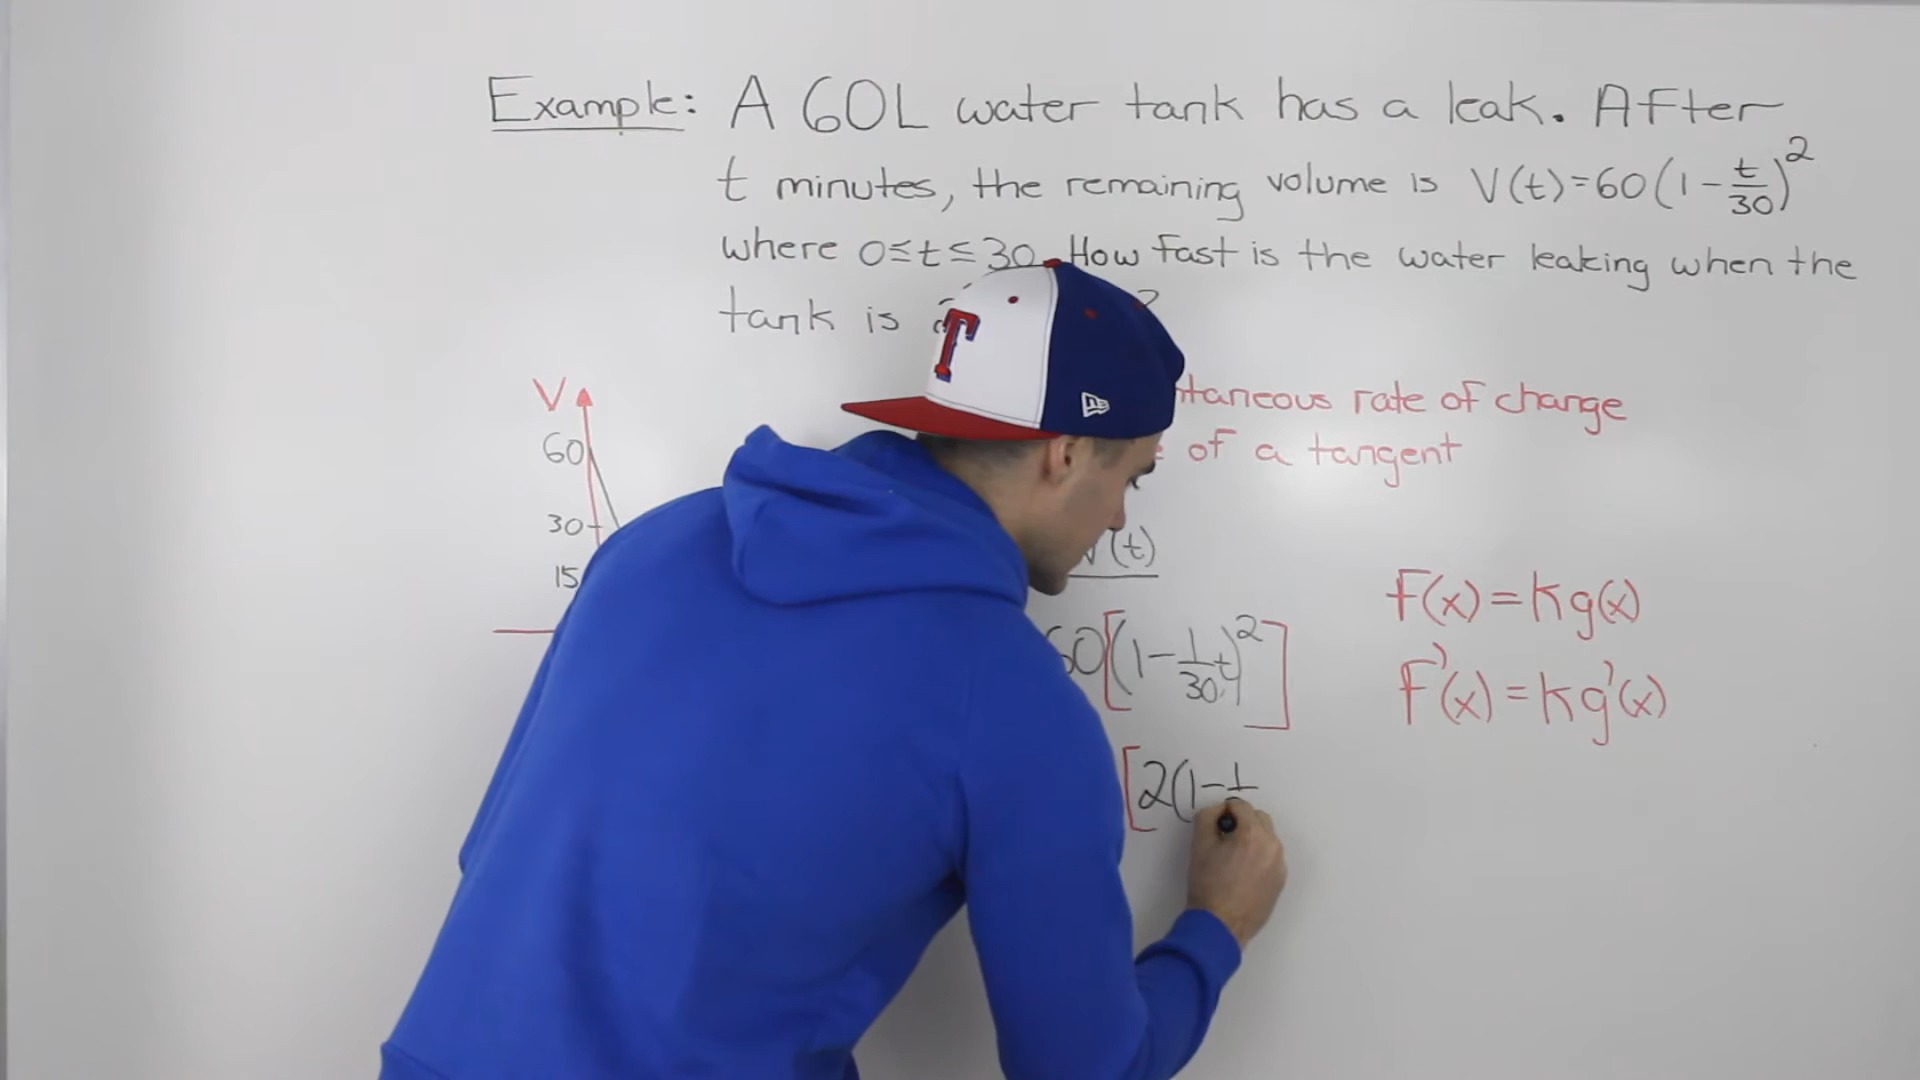 Example: A 60L water tank has a leak. After
t minutes, the remaining volume is V(t)=60(1-t/30)^2
where 0≤t≤30. How fast is the water leaking when the
tank is
V
60
30
15
rate of change
of a tangent
V(t)
60[(1-1/30t)^2]
[2(1-1
F(x)=kg(x)
F'(x)=kg'(x)
T